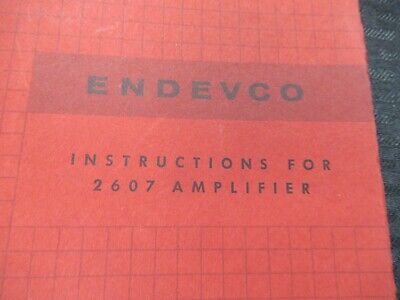 ENDEVCO
INSTRUCTIONS FOR
2607 AMPLIFIER